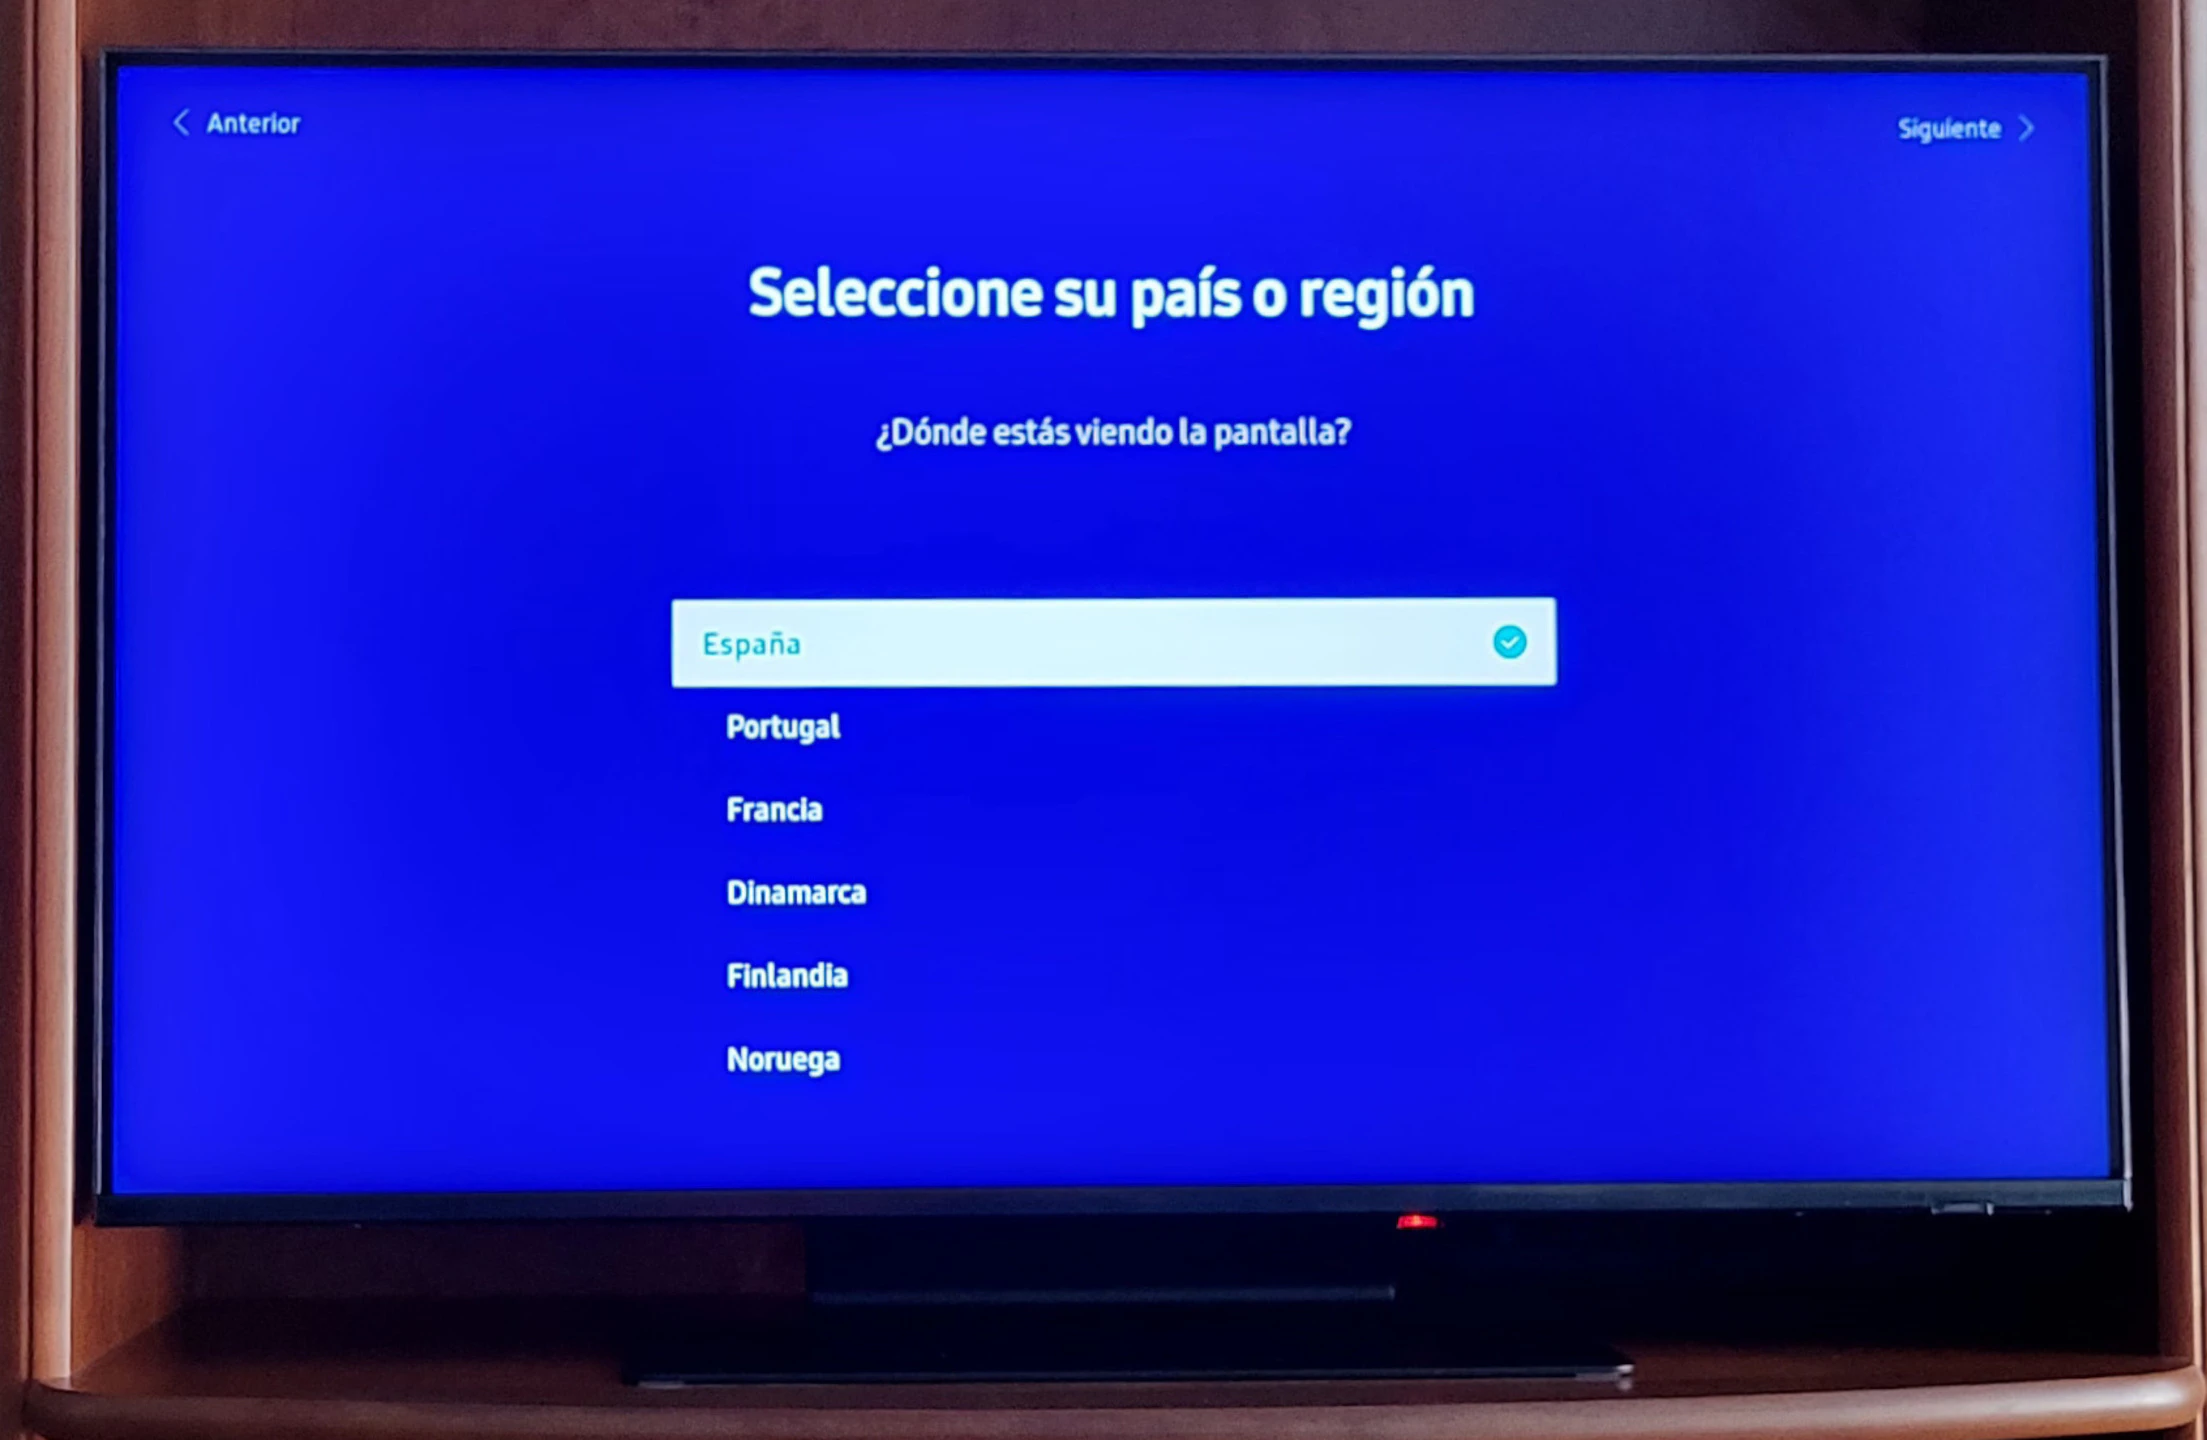 Anterior
Siguiente
Seleccione su país o región
¿Dónde estás viendo la pantalla?
España
Portugal
Francia
Dinamarca
Finlandia
Noruega